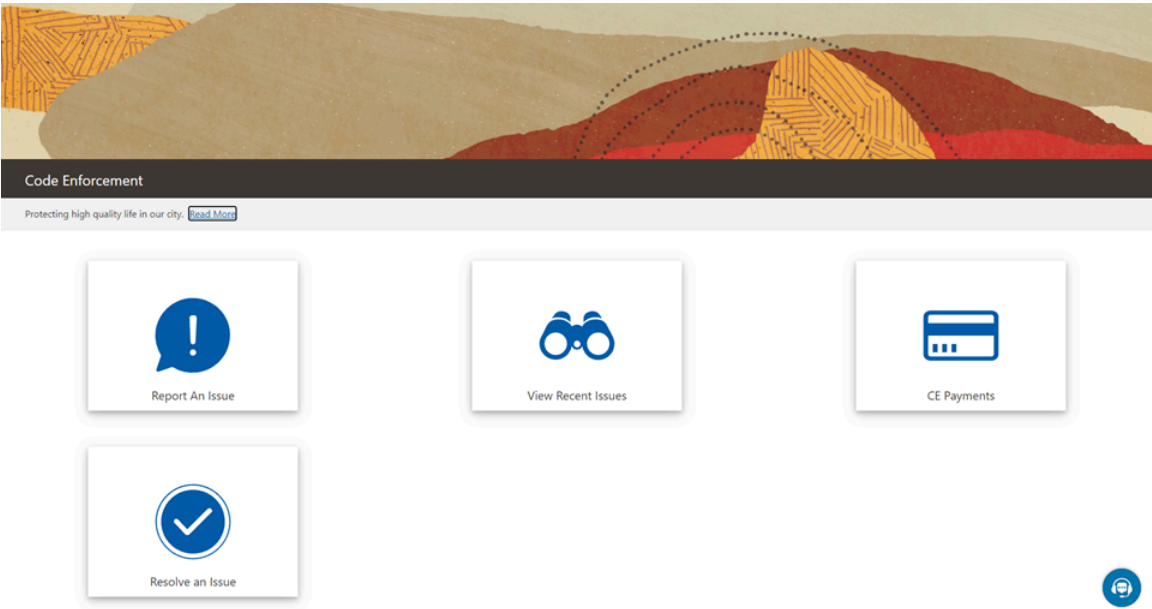 Code Enforcement
Protecting high quality life in our city. Read More
Report An Issue
View Recent Issues
CE Payments
Resolve an Issue